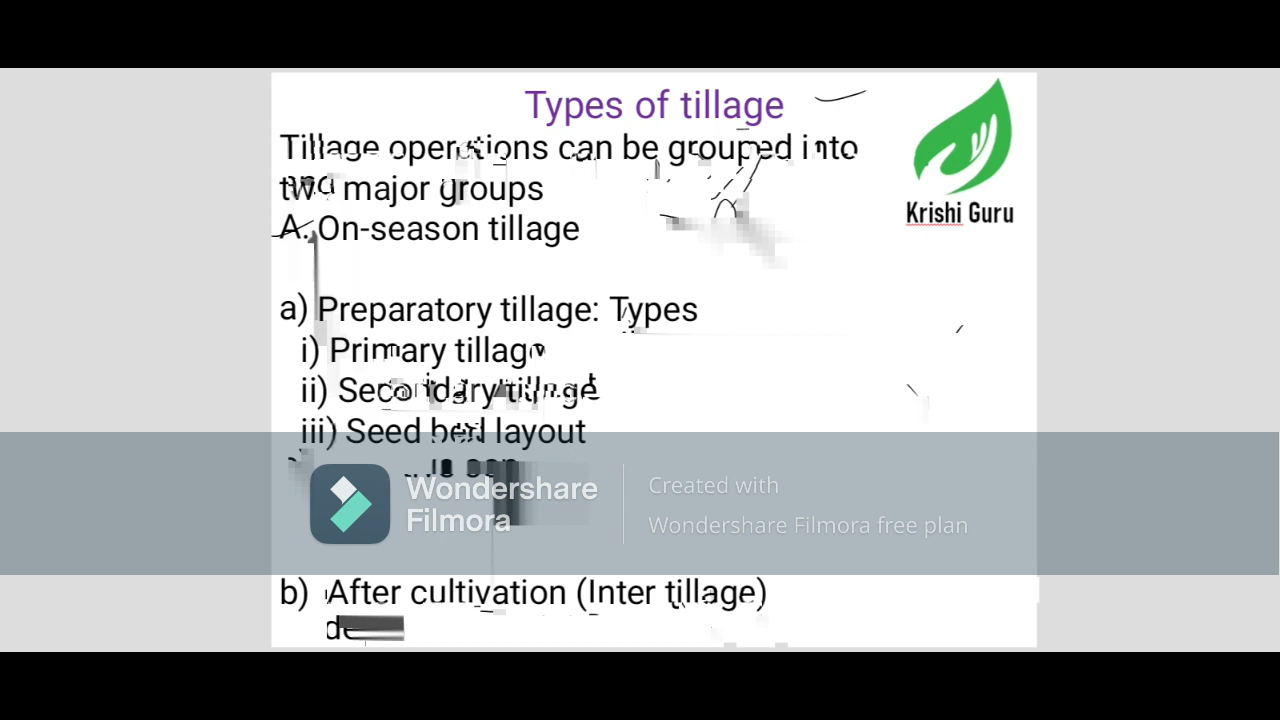 Types of tillage
Tillage operations can be grouped into
two major groups
A. On-season tillage
Krishi Guru
a) Preparatory tillage: Types
i) Primary tillage
ii) Secondary tillage
iii) Seed bed layout
Wondershare
Filmora
Created with
Wondershare Filmora free plan
b) After cultivation (Inter tillage)